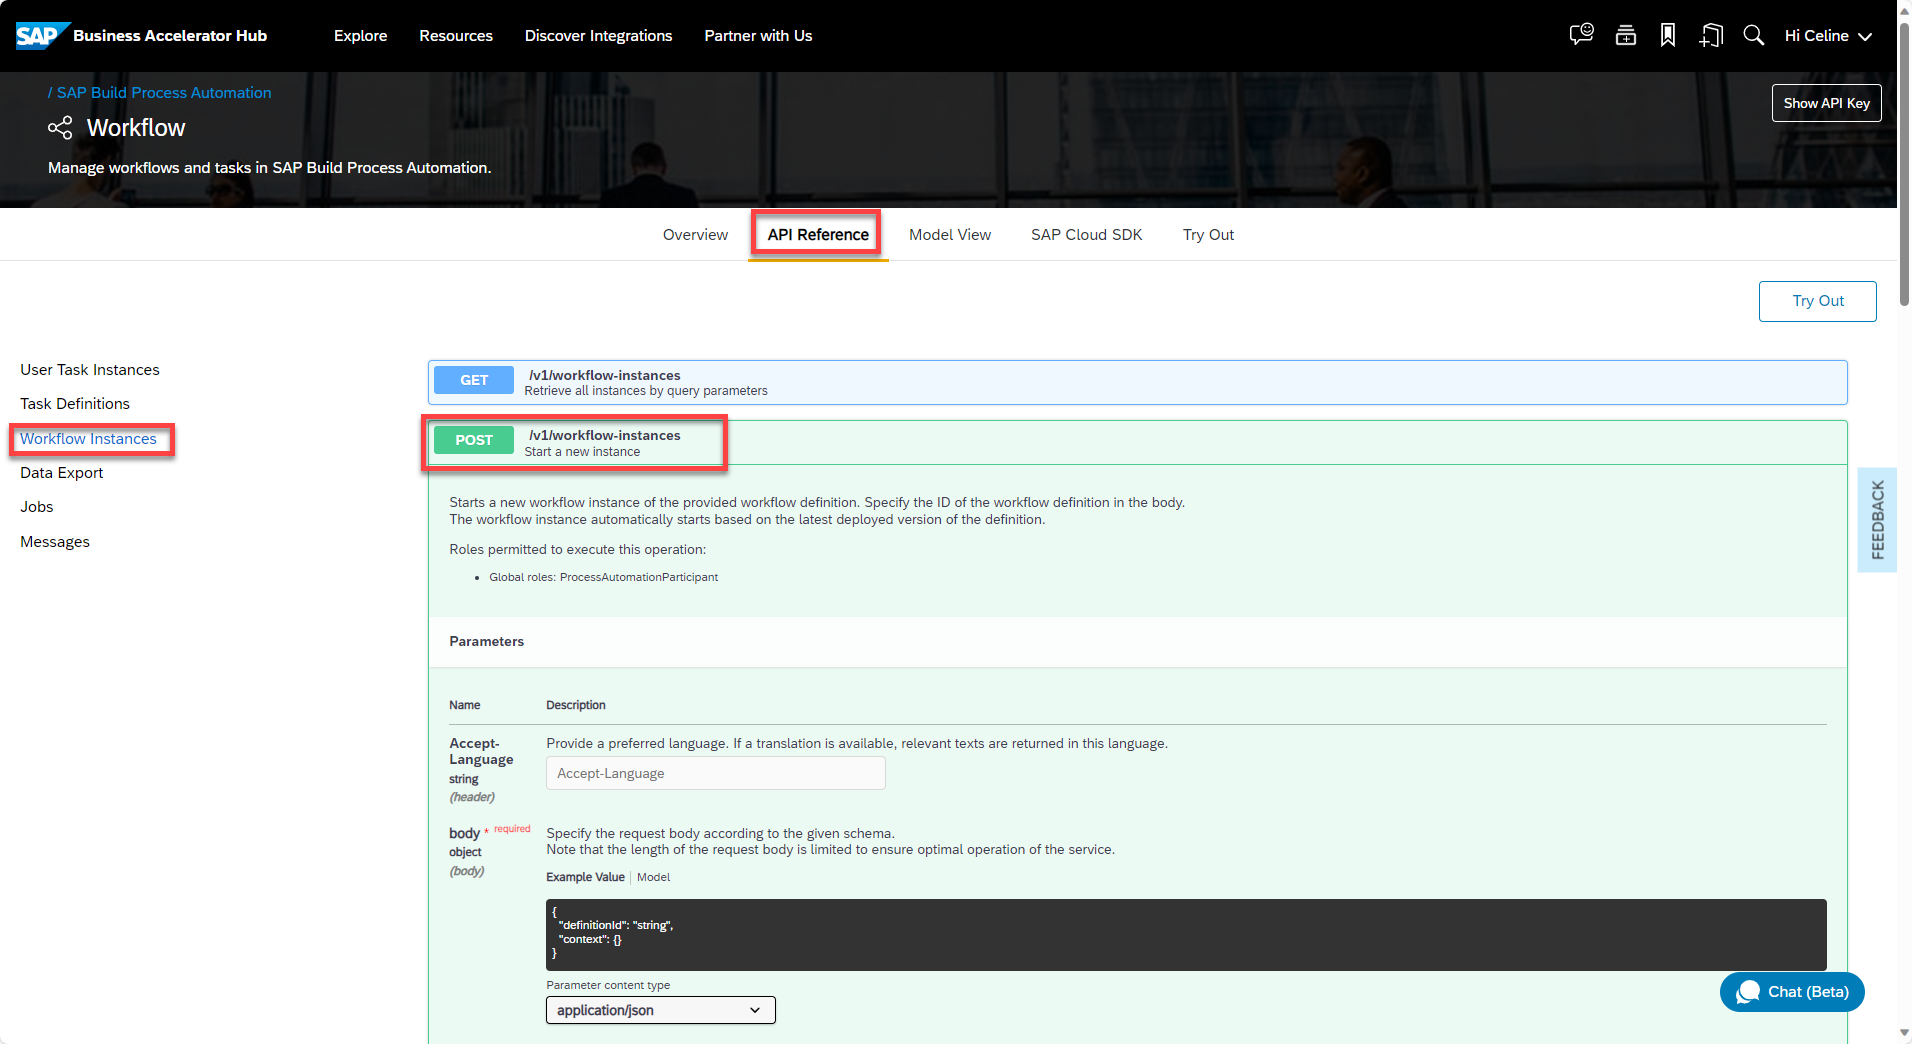 SAP Business Accelerator Hub Explore Resources Discover Integrations Partner with Us Hi Celine
/ SAP Build Process Automation
Show API Key
Workflow
Manage workflows and tasks in SAP Build Process Automation.
Overview API Reference Model View SAP Cloud SDK Try Out
Try Out
User Task Instances
Task Definitions
Workflow Instances
Data Export
Jobs
Messages
GET /v1/workflow-instances
Retrieve all instances by query parameters
POST /v1/workflow-instances
Start a new instance
Starts a new workflow instance of the provided workflow definition. Specify the ID of the workflow definition in the body.
The workflow instance automatically starts based on the latest deployed version of the definition.
Roles permitted to execute this operation:
• Global roles: ProcessAutomationParticipant
FEEDBACK
Parameters
Name Description
Accept-
Language
string
(header)
Provide a preferred language. If a translation is available, relevant texts are returned in this language.
Accept-Language
body * required
object
(body)
Specify the request body according to the given schema.
Note that the length of the request body is limited to ensure optimal operation of the service.
Example Value | Model
{
"definitionId": "string",
"context": {}
}
Parameter content type
application/json
Chat (Beta)